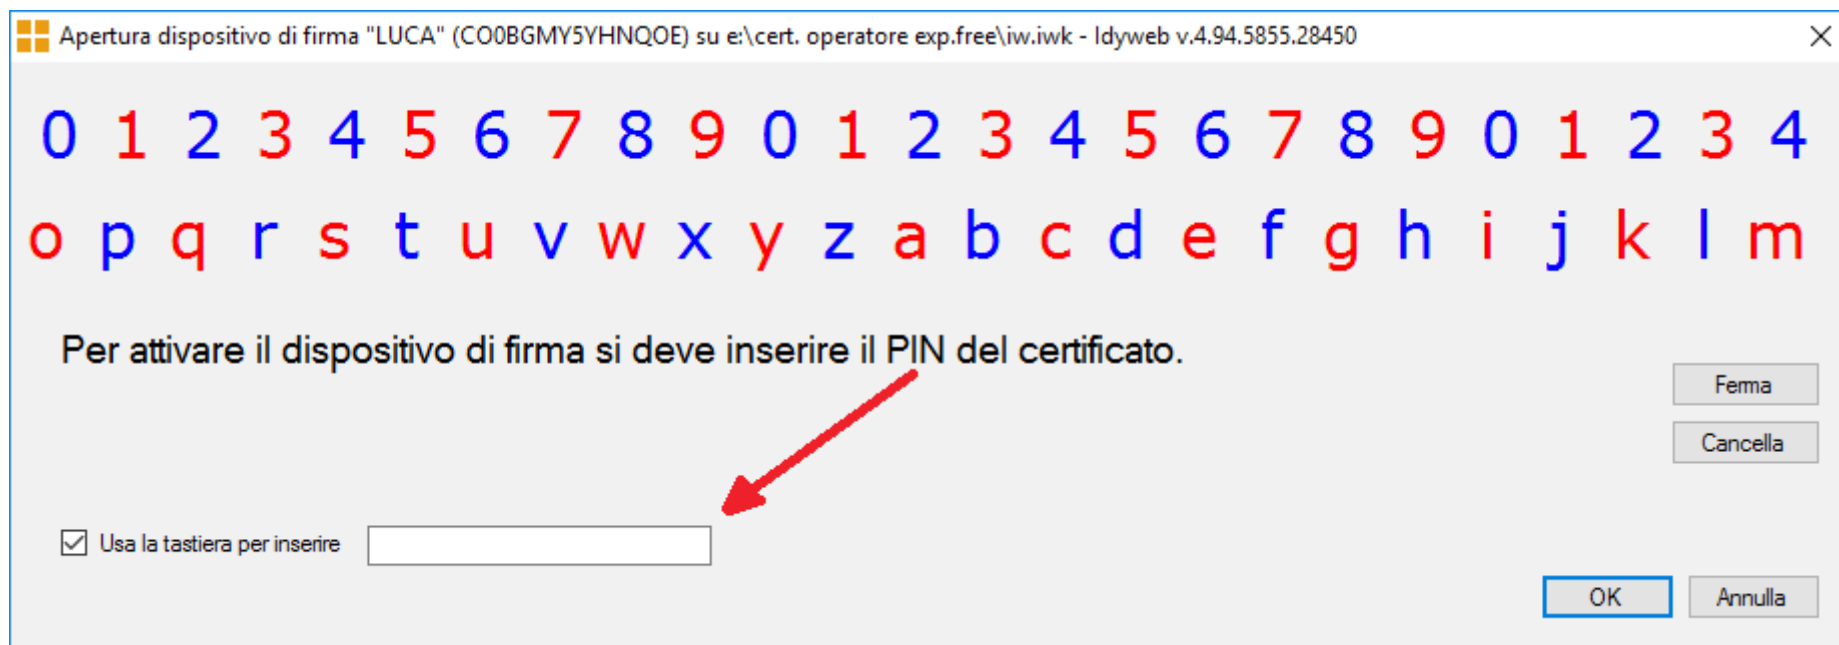 Apertura dispositivo di firma "LUCA" (CO0BGMY5YHNQOE) su e:\cert. operatore exp.free\iw.iwk - Idyweb v.4.94.5855.28450
0 1 2 3 4 5 6 7 8 9 0 1 2 3 4 5 6 7 8 9 0 1 2 3 4
o p q r s t u v w x y z a b c d e f g h i j k l m
Per attivare il dispositivo di firma si deve inserire il PIN del certificato.
Ferma
Cancella
Usa la tastiera per inserire
OK Annulla